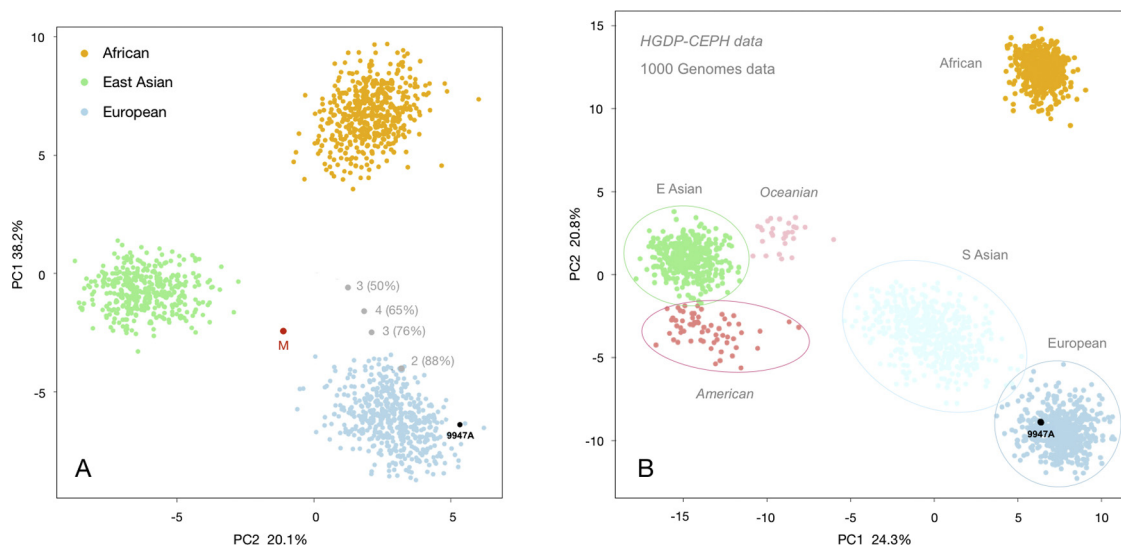 10
5
0
-5
PC1 38.2%
African
East Asian
European
3 (50%)
4 (65%)
3 (76%)
2 (88%)
M
9947A
A
-5
0
5
PC2 20.1%
15
10
15
0
-5
-10
PC2 20.8%
HGDP-CEPH data
1000 Genomes data
African
E Asian
Oceanian
S Asian
American
European
9947A
B
-15
-10
-5
0
5
10
PC1 24.3%